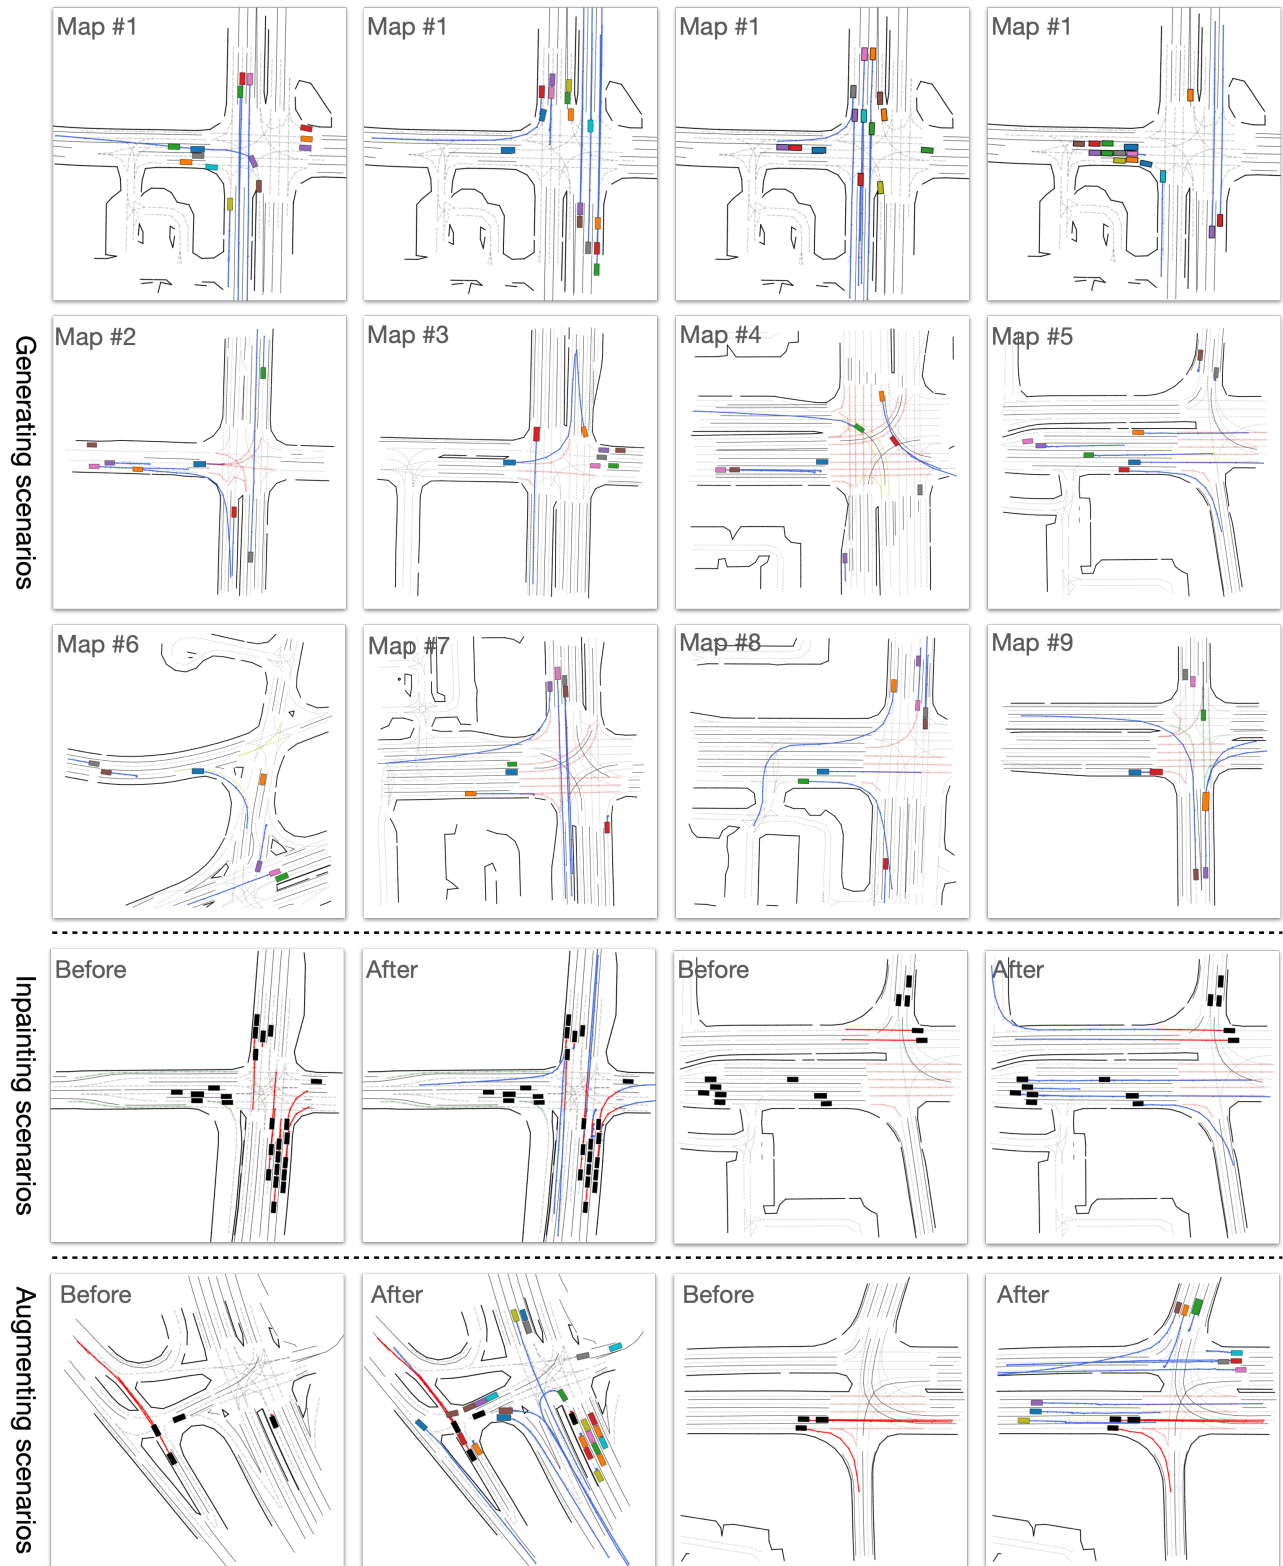 Map #1
Map #1
Map #1
Map #1
Generating scenarios
Map #2
Map #3
Map #4
Map #5
Map #6
Map #7
Map #8
Map #9
Inpainting scenarios
Before
After
Before
After
Augmenting scenarios
Before
After
Before
After